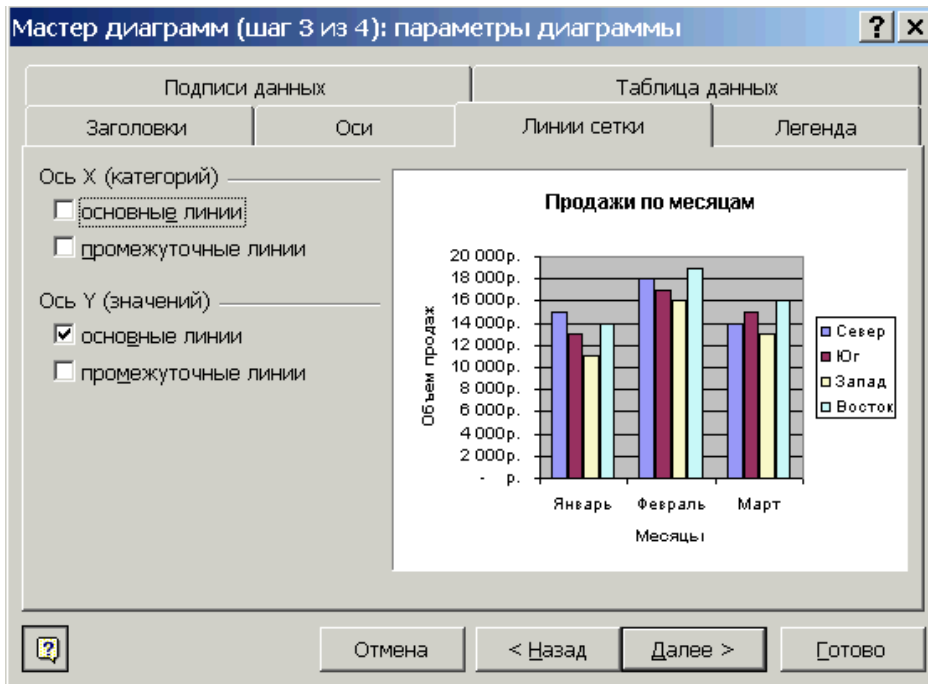 Мастер диаграмм (шаг 3 из 4): параметры диаграммы
Подписи данных
Таблица данных
Заголовки
Оси
Линии сетки
Легенда
Ось X (категорий)
основные линии
промежуточные линии
Ось Y (значений)
основные линии
промежуточные линии
Продажи по месяцам
Объем продаж
20 000р.
18 000р.
16 000р.
14 000р.
12 000р.
10 000р.
8 000р.
6 000р.
4 000р.
2 000р.
- р.
Январь Февраль Март
Месяцы
Север
Юг
Запад
Восток
Отмена
< Назад
Далее >
Готово